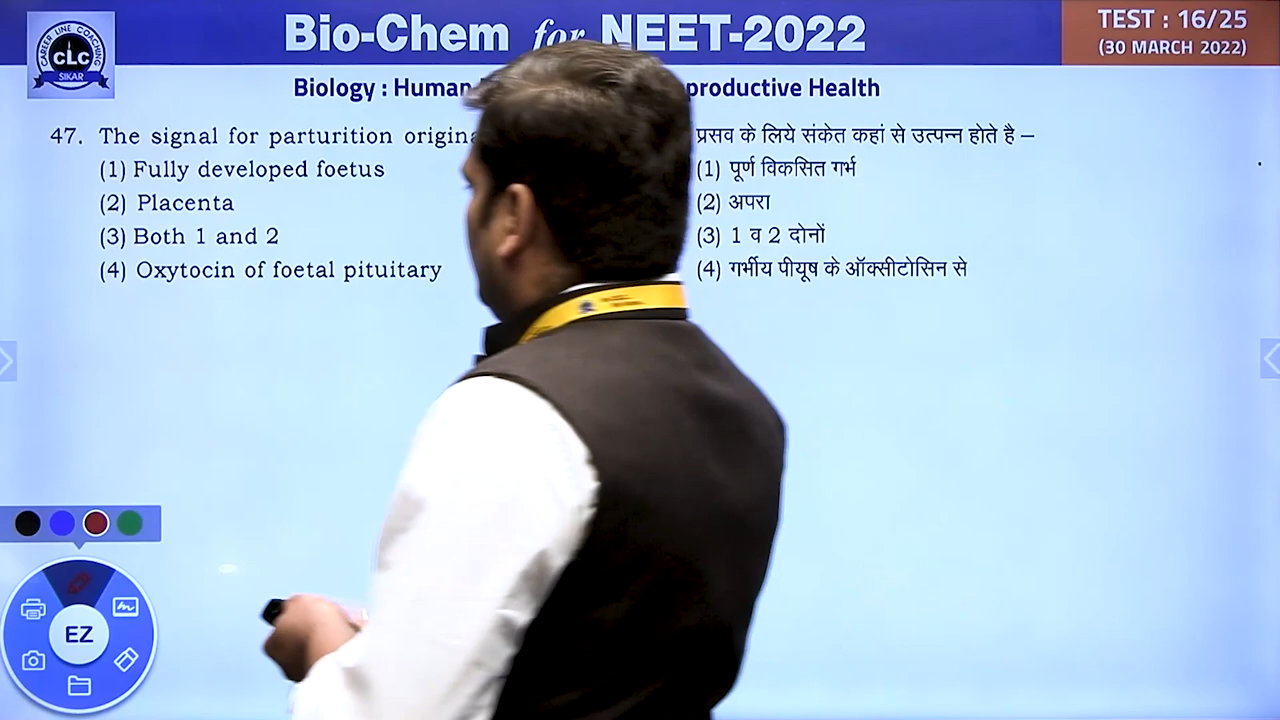 Bio-Chem for NEET-2022
TEST : 16/25
(30 MARCH 2022)
CAREER LINE COACHING
CLC
SIKAR
Biology : Human
productive Health
47. The signal for parturition origina
(1) Fully developed foetus
(2) Placenta
(3) Both 1 and 2
(4) Oxytocin of foetal pituitary
प्रसव के लिये संकेत कहां से उत्पन्न होते है –
(1) पूर्ण विकसित गर्भ
(2) अपरा
(3) 1 व 2 दोनों
(4) गर्भीय पीयूष के ऑक्सीटोसिन से
EZ